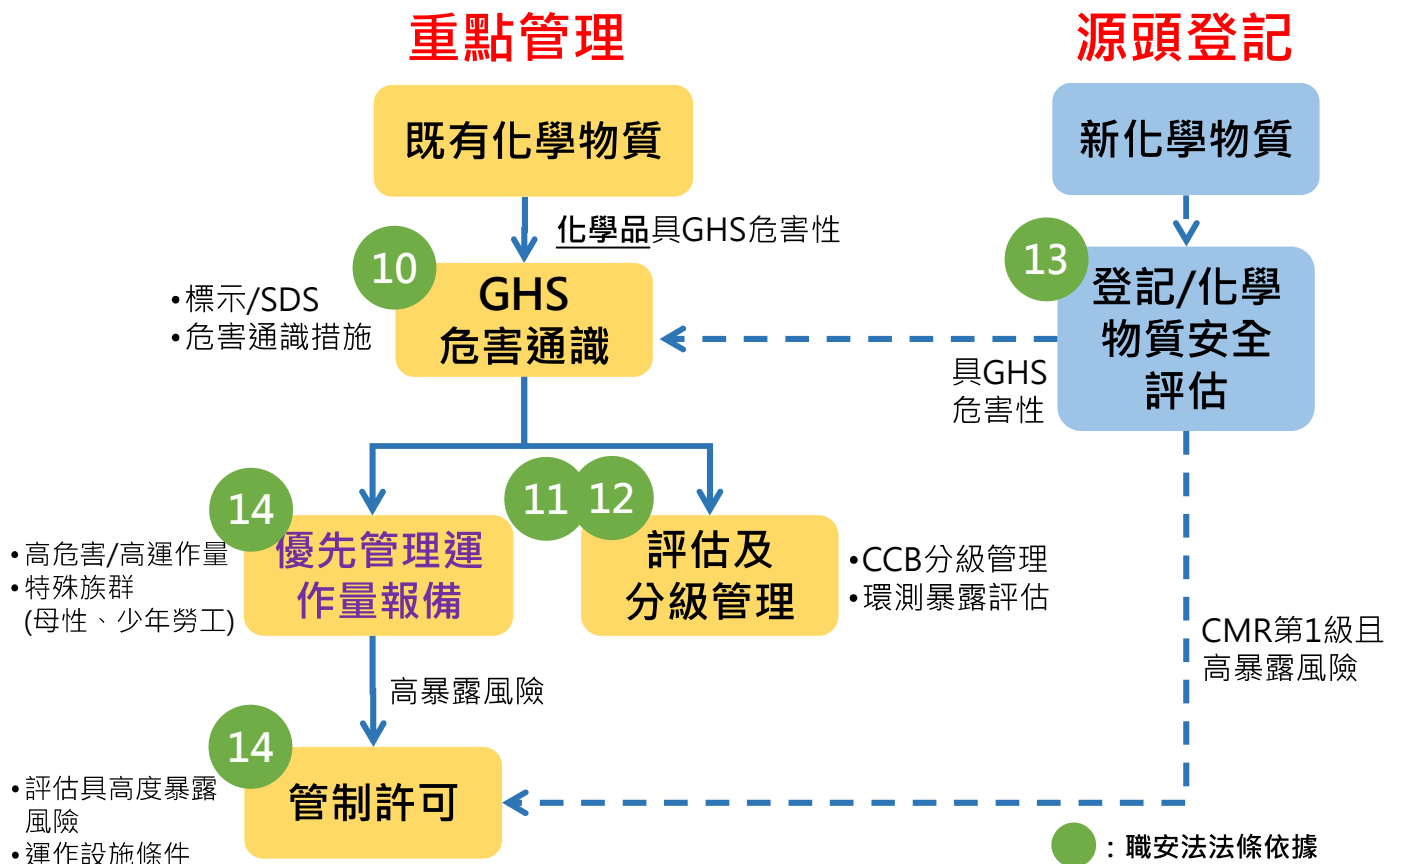 重點管理
源頭登記
既有化學物質
新化學物質
化學品具GHS危害性
10
GHS
危害通識
•標示/SDS
•危害通識措施
13
登記/化學
物質安全
評估
具GHS
危害性
14
優先管理運
作量報備
•高危害/高運作量
•特殊族群
(母性、少年勞工)
11
12
評估及
分級管理
•CCB分級管理
•環測暴露評估
CMR第1級且
高暴露風險
高暴露風險
14
管制許可
•評估具高度暴露
風險
•運作設施條件
：職安法法條依據